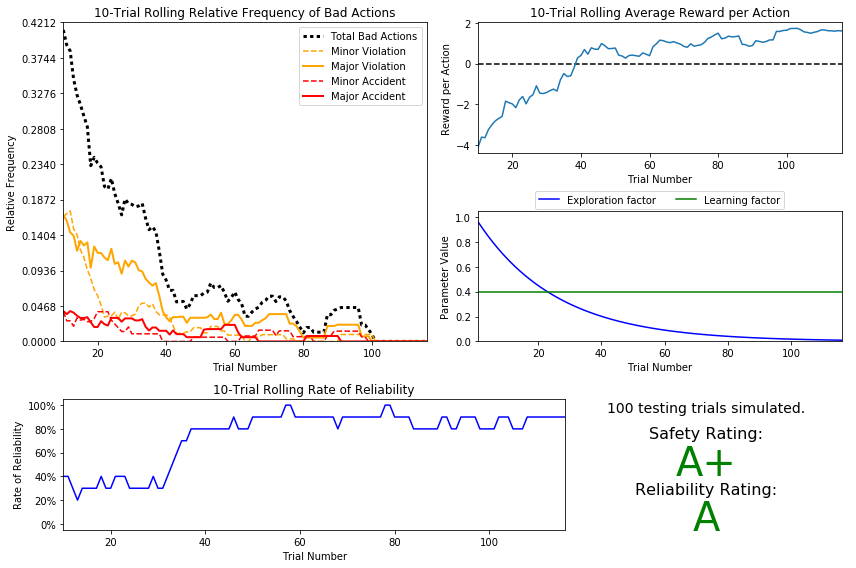 10-Trial Rolling Relative Frequency of Bad Actions
0.4212
0.3744
0.3276
0.2808
0.2340
0.1872
0.1404
0.0936
0.0468
0.0000
Relative Frequency
Total Bad Actions
Minor Violation
Major Violation
Minor Accident
Major Accident
20 40 60 80 100
Trial Number
10-Trial Rolling Average Reward per Action
2
0
−2
−4
Reward per Action
20 40 60 80 100
Trial Number
Exploration factor Learning factor
1.0
0.8
0.6
0.4
0.2
0.0
Parameter Value
20 40 60 80 100
Trial Number
10-Trial Rolling Rate of Reliability
100%
80%
60%
40%
20%
0%
Rate of Reliability
20 40 60 80 100
Trial Number
100 testing trials simulated.
Safety Rating:
A+
Reliability Rating:
A